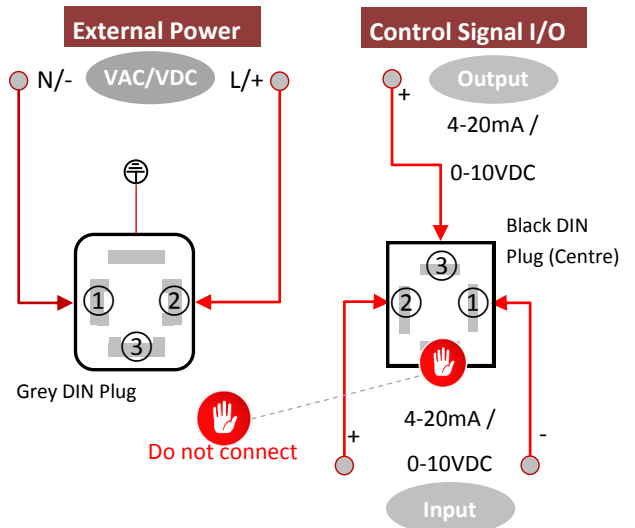 External Power
N/-
VAC/VDC
L/+
1
2
3
Grey DIN Plug
Do not connect
Control Signal I/O
+
Output
4-20mA /
0-10VDC
Black DIN
Plug (Centre)
3
2
1
+
4-20mA /
-
0-10VDC
Input